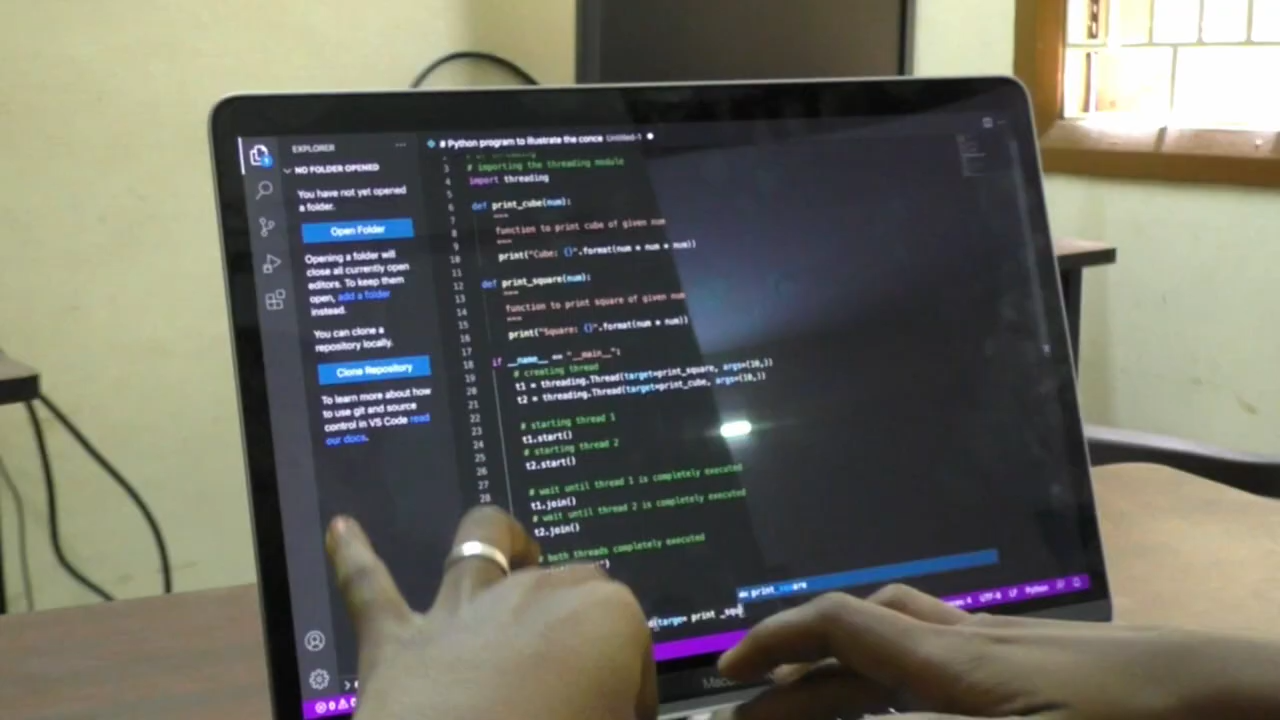 EXPLORER
NO FOLDER OPENED
You have not yet opened
a folder.
Open Folder
Opening a folder will
close all currently open
editors. To keep them
open, add a folder
instead.
You can clone a
repository locally.
Clone Repository
To learn more about how
to use git and source
control in VS Code read
our docs.
# Python program to illustrate the conce Untitled-1
3 # importing the threading module
4 import threading
5
6 def print_cube(num):
7 """
8 function to print cube of given num
9 """
10 print("Cube: {}".format(num * num * num))
11
12 def print_square(num):
13 """
14 function to print square of given num
15 """
16 print("Square: {}".format(num * num))
17
18 if __name__ == "__main__":
19 # creating thread
20 t1 = threading.Thread(target=print_square, args=(10,))
21 t2 = threading.Thread(target=print_cube, args=(10,))
22
23 # starting thread 1
24 t1.start()
25 # starting thread 2
26 t2.start()
27
28 # wait until thread 1 is completely executed
t1.join()
# wait until thread 2 is completely executed
t2.join()
# both threads completely executed
print_square
d(targe= print _squ
UTF-8 LF Python
0